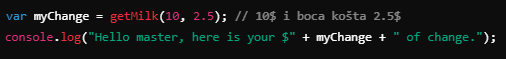 var myChange = getMilk(10, 2.5); // 10$ i boca košta 2.5$
console.log("Hello master, here is your $" + myChange + " of change.");